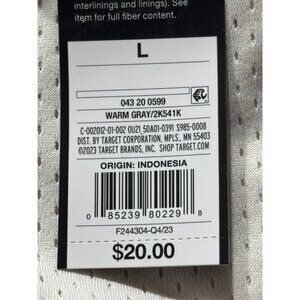 interlinings and linings). See
item for full fiber content.
L
043 20 0599
WARM GRAY/2K541K
C-002012-01-002 OU21_50A01-0391 S985-0008
DIST. BY TARGET CORPORATION, MPLS., MN 55403
©2023 TARGET BRANDS, INC. SHOP TARGET.COM
ORIGIN: INDONESIA
0 85239 80229 8
F244304-Q4/23
$20.00